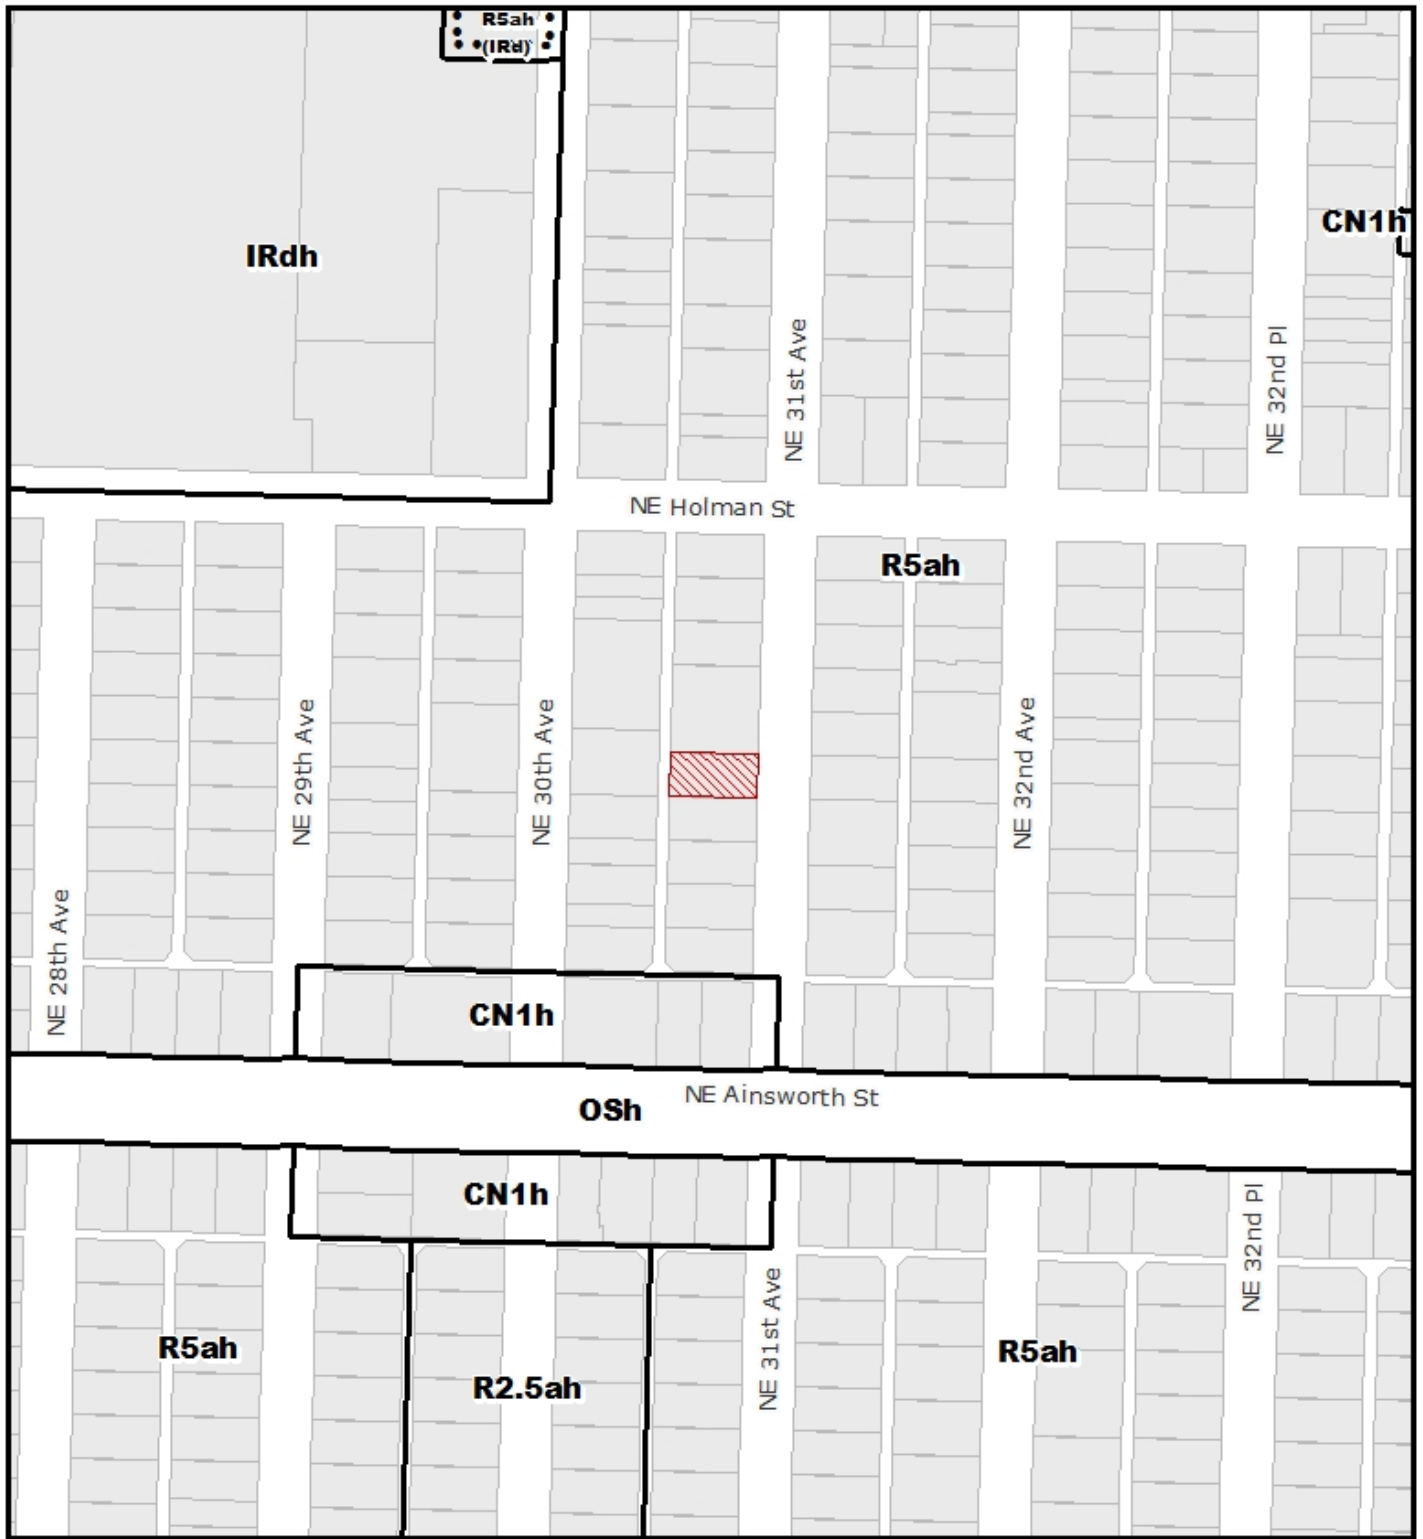 R5ah
(IRd)
CN1h
IRdh
NE 31st Ave
NE 32nd Pl
NE Holman St
R5ah
NE 29th Ave
NE 30th Ave
NE 32nd Ave
NE 28th Ave
CN1h
NE Ainsworth St
OSh
CN1h
NE 32nd Pl
NE 31st Ave
R5ah
R5ah
R2.5ah